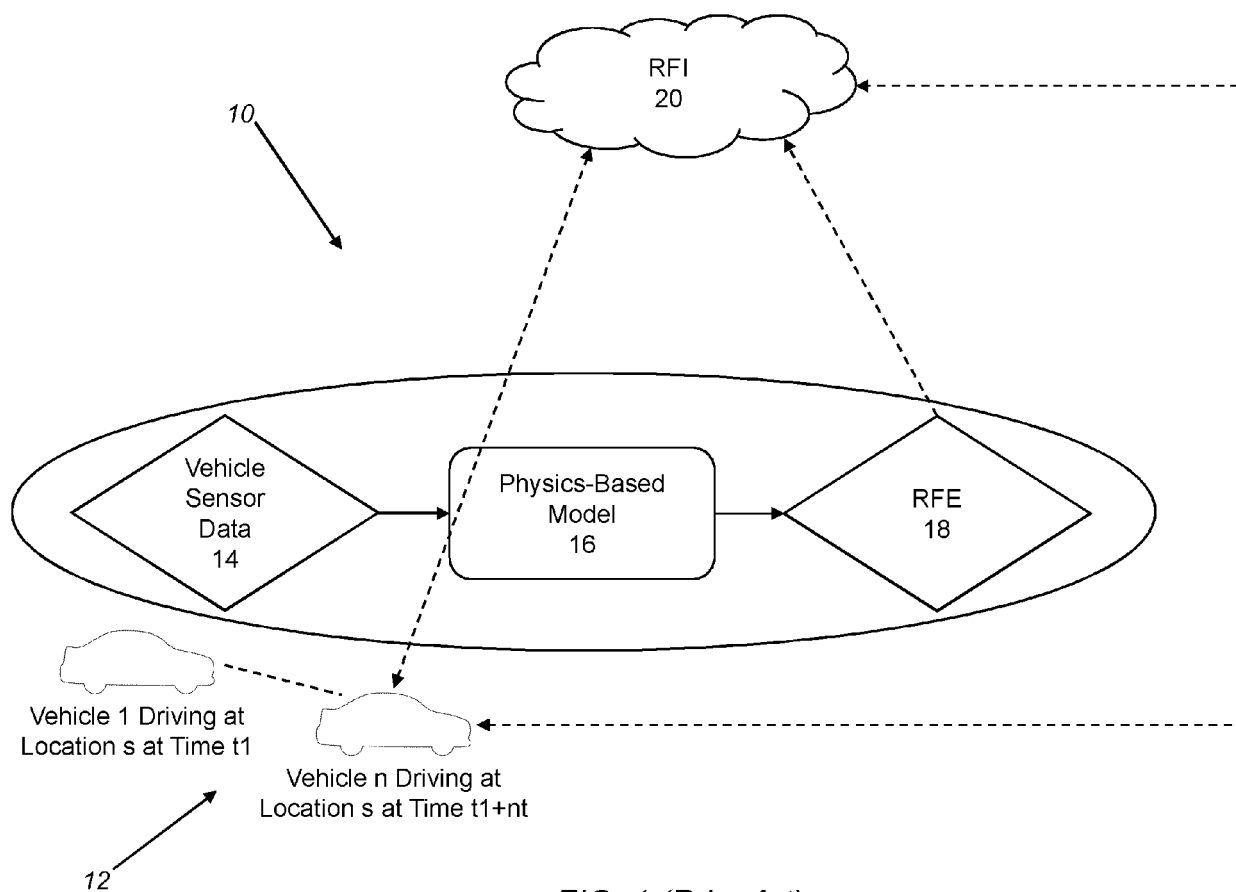 RFI
20
10
Vehicle
Sensor
Data
14
Physics-Based
Model
16
RFE
18
Vehicle 1 Driving at
Location s at Time t1
Vehicle n Driving at
Location s at Time t1+nt
12